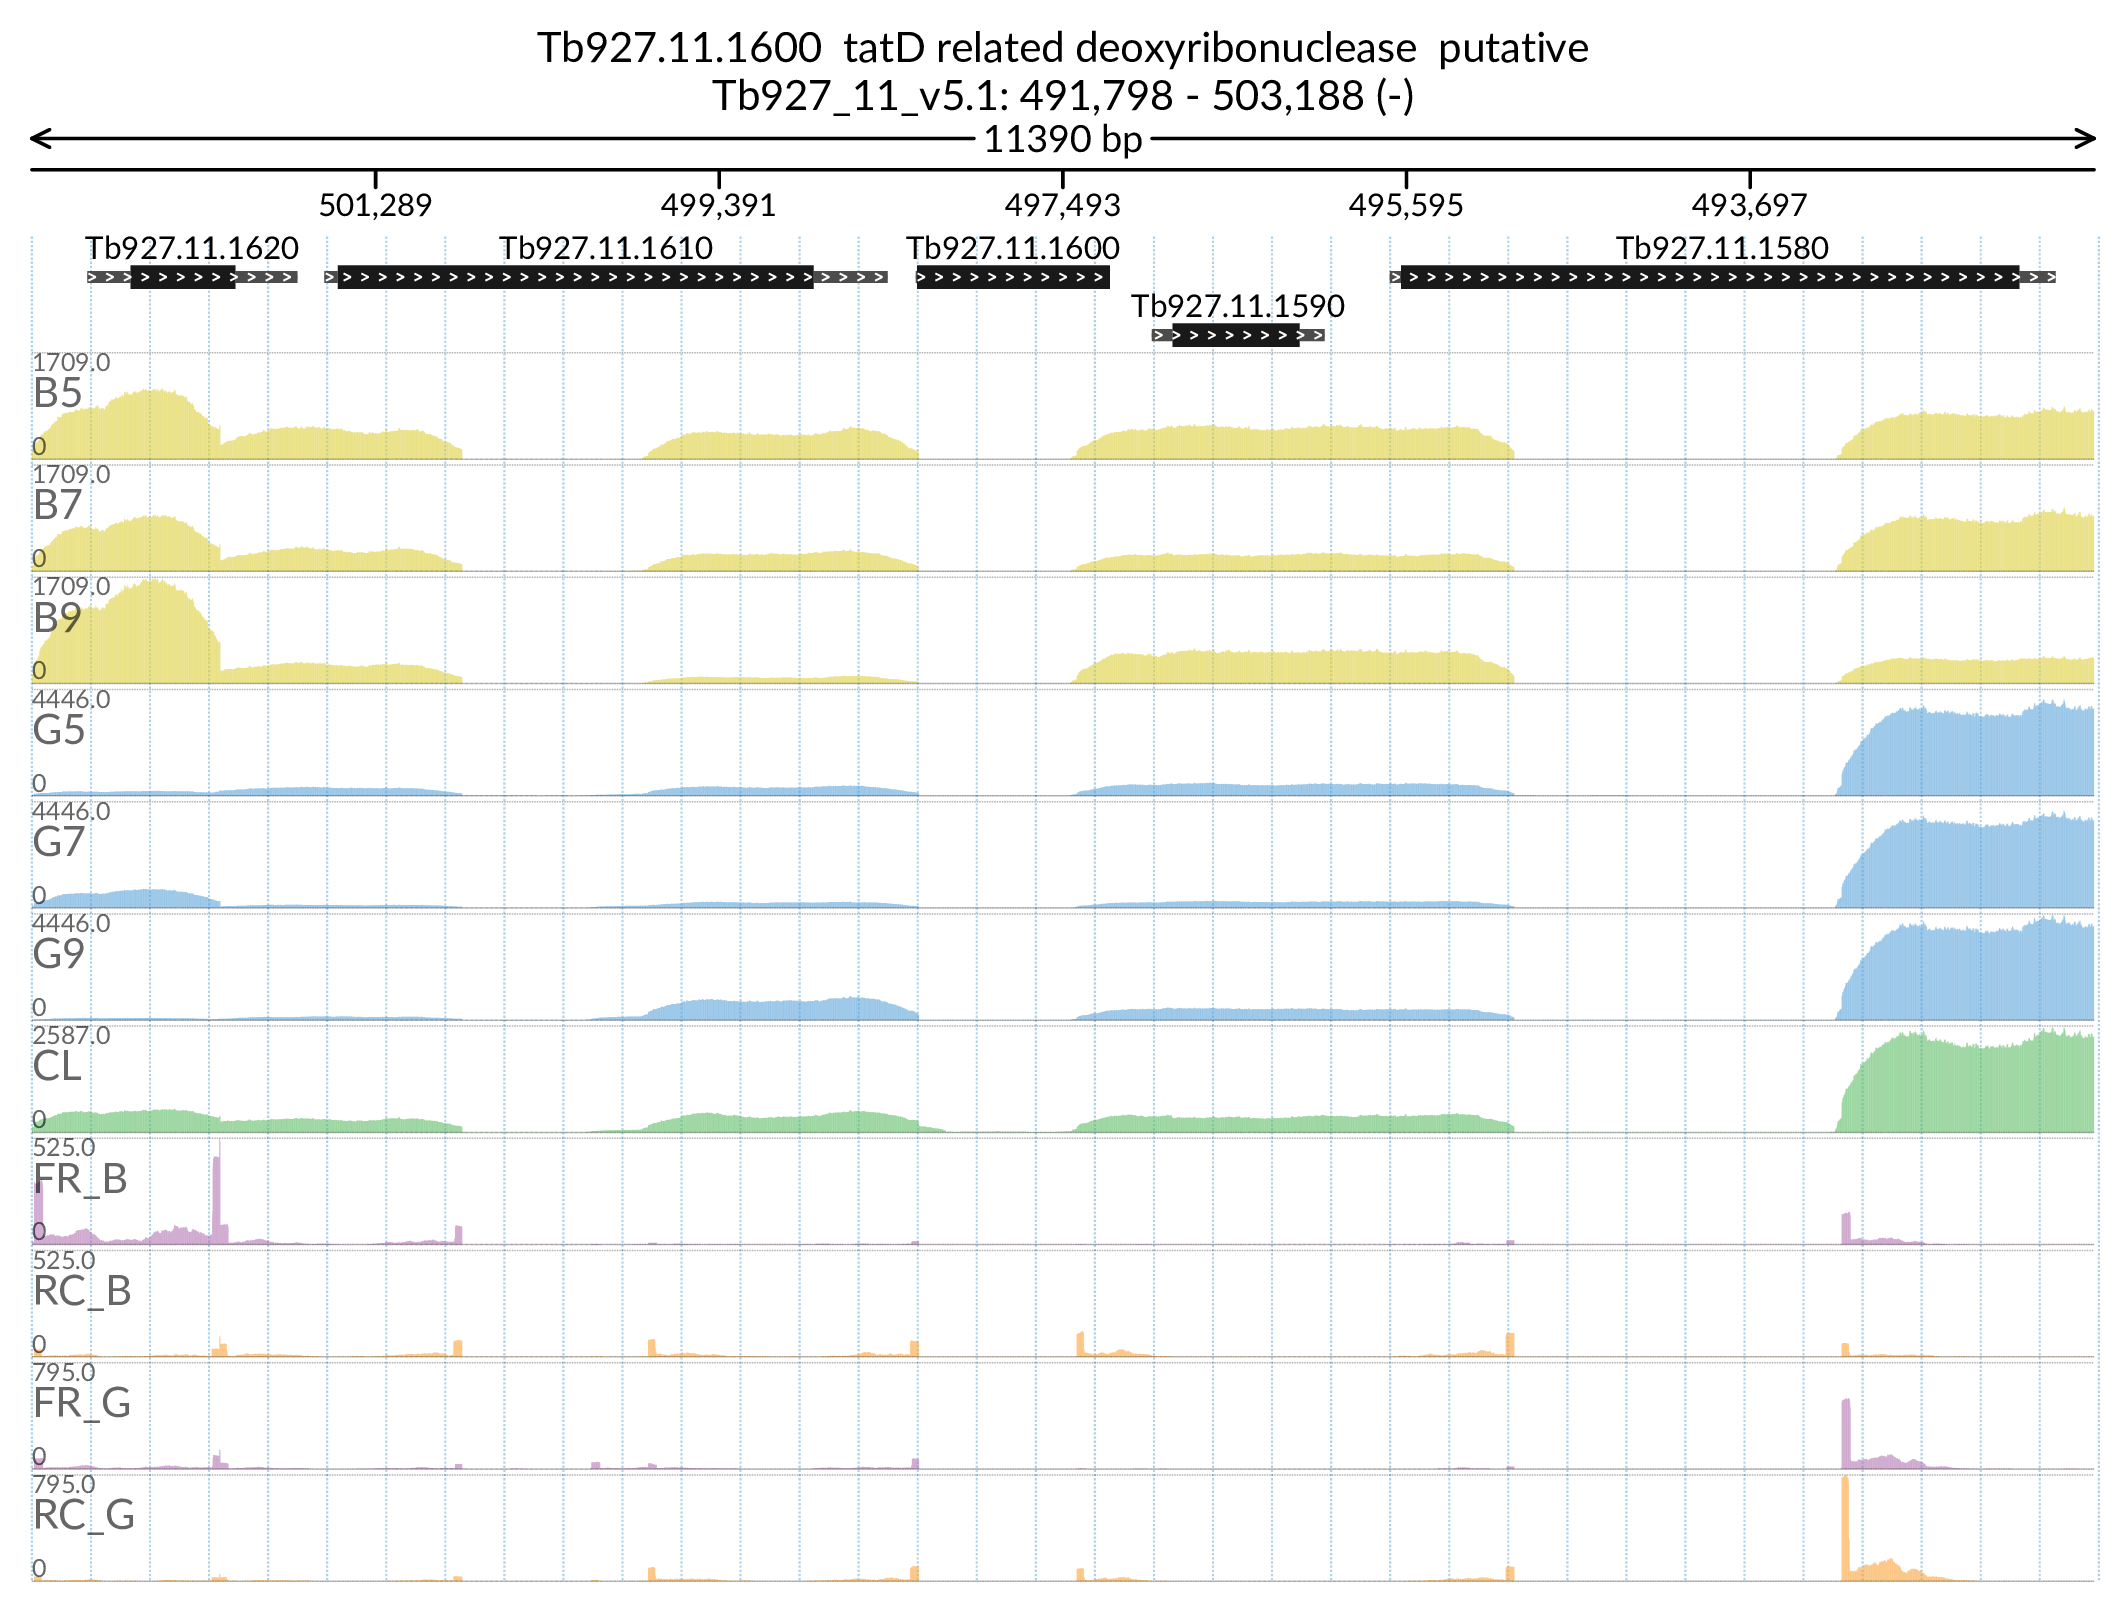 Tb927.11.1600  tatD related deoxyribonuclease  putative
Tb927_11_v5.1: 491,798 - 503,188 (-)
11390 bp
501,289 499,391 497,493 495,595 493,697
Tb927.11.1620 Tb927.11.1610 Tb927.11.1600 Tb927.11.1580
Tb927.11.1590
1709.0
B5
0
1709.0
B7
0
1709.0
B9
0
4446.0
G5
0
4446.0
G7
0
4446.0
G9
0
2587.0
CL
0
525.0
FR_B
0
525.0
RC_B
0
795.0
FR_G
0
795.0
RC_G
0